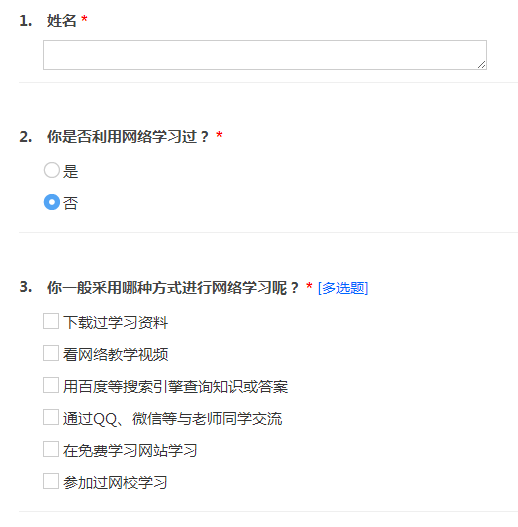 1. 姓名 *
2. 你是否利用网络学习过？ *
是
否
3. 你一般采用哪种方式进行网络学习呢？ * [多选题]
下载过学习资料
看网络教学视频
用百度等搜索引擎查询知识或答案
通过QQ、微信等与老师同学交流
在免费学习网站学习
参加过网校学习